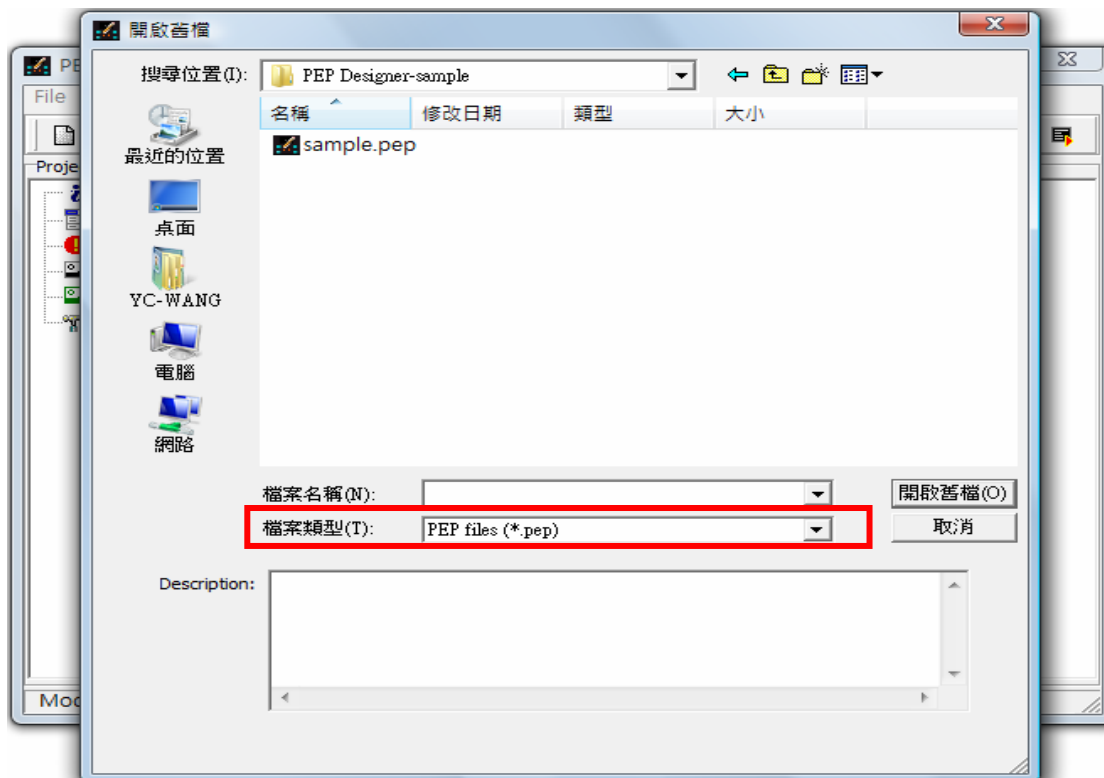 開啟舊檔
PE
File
Proje
搜尋位置(I):
PEP Designer-sample
名稱
修改日期
類型
大小
sample.pep
最近的位置
桌面
YC-WANG
電腦
網路
檔案名稱(N):
開啟舊檔(O)
檔案類型(T):
PEP files (*.pep)
取消
Description:
Mod